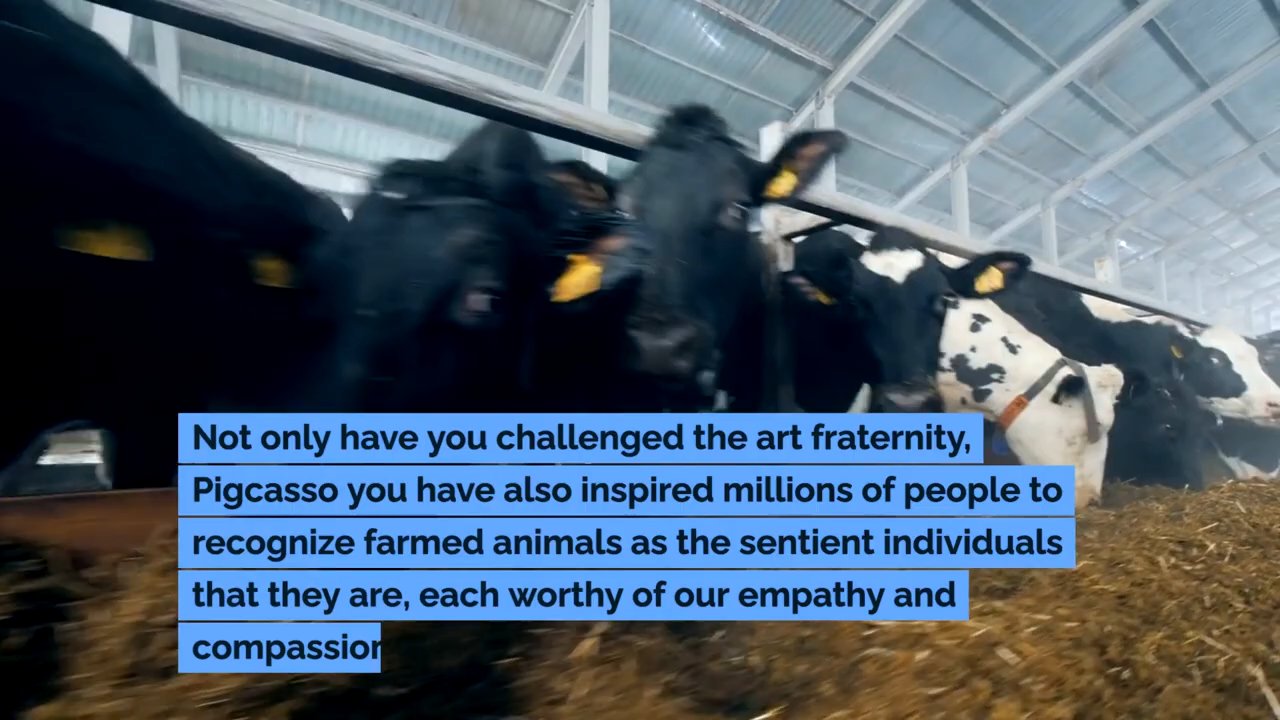 Not only have you challenged the art fraternity,
Pigcasso you have also inspired millions of people to
recognize farmed animals as the sentient individuals
that they are, each worthy of our empathy and
compassion